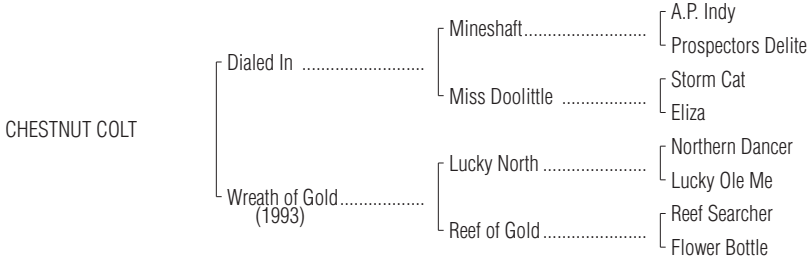 A.P. Indy
Mineshaft..........................
Prospectors Delite
Dialed In ..........................
Storm Cat
Miss Doolittle ..................
Eliza
CHESTNUT COLT
Northern Dancer
Lucky North ......................
Lucky Ole Me
Wreath of Gold..................
(1993)
Reef Searcher
Reef of Gold......................
Flower Bottle